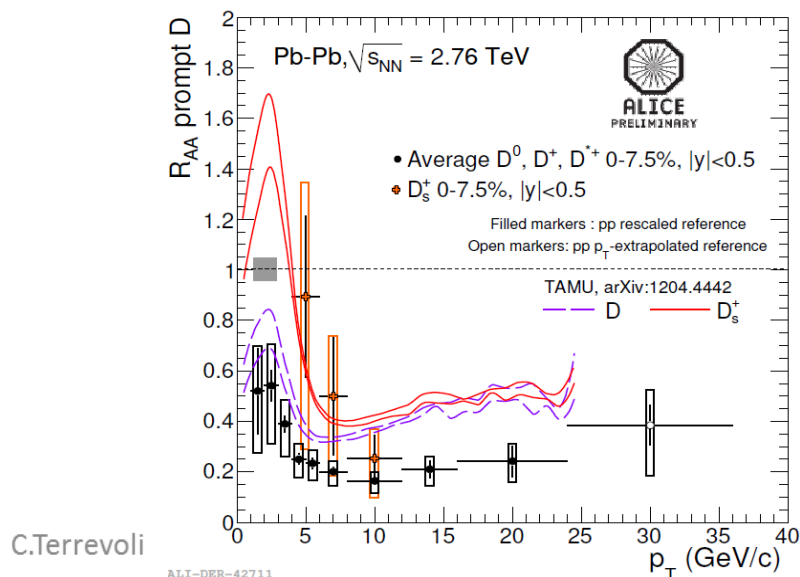 R_AA prompt D
2
1.8
1.6
1.4
1.2
1
0.8
0.6
0.4
0.2
0
Pb-Pb, √s_NN = 2.76 TeV
ALICE
PRELIMINARY
Average D^0, D^+, D^*+ 0-7.5%, |y|<0.5
D_s^+ 0-7.5%, |y|<0.5
Filled markers : pp rescaled reference
Open markers: pp p_T-extrapolated reference
TAMU, arXiv:1204.4442
D D_s^+
0 5 10 15 20 25 30 35 40
p_T (GeV/c)
C.Terrevoli
ALI-DER-42711